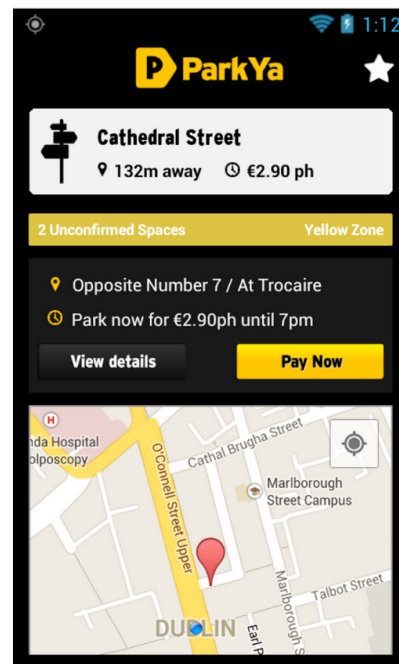 1:12
ParkYa
Cathedral Street
132m away €2.90 ph
2 Unconfirmed Spaces Yellow Zone
Opposite Number 7 / At Trocaire
Park now for €2.90ph until 7pm
View details Pay Now
H
nda Hospital
olposcopy
O'Connell Street Upper
Cathal Brugha Street
Marlborough
Street Campus
Marlborough S
Talbot Street
DUBLIN
Earl P